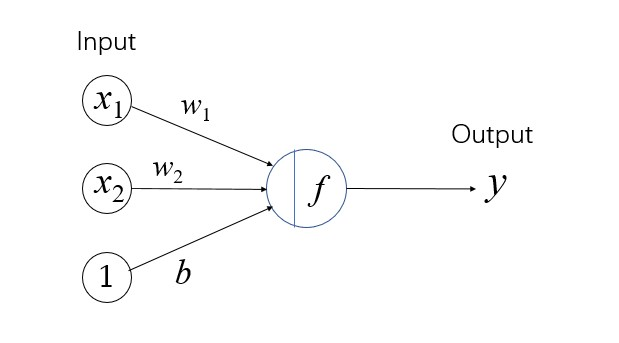 Input
x₁
w₁
Output
x₂
w₂
f
y
1
b